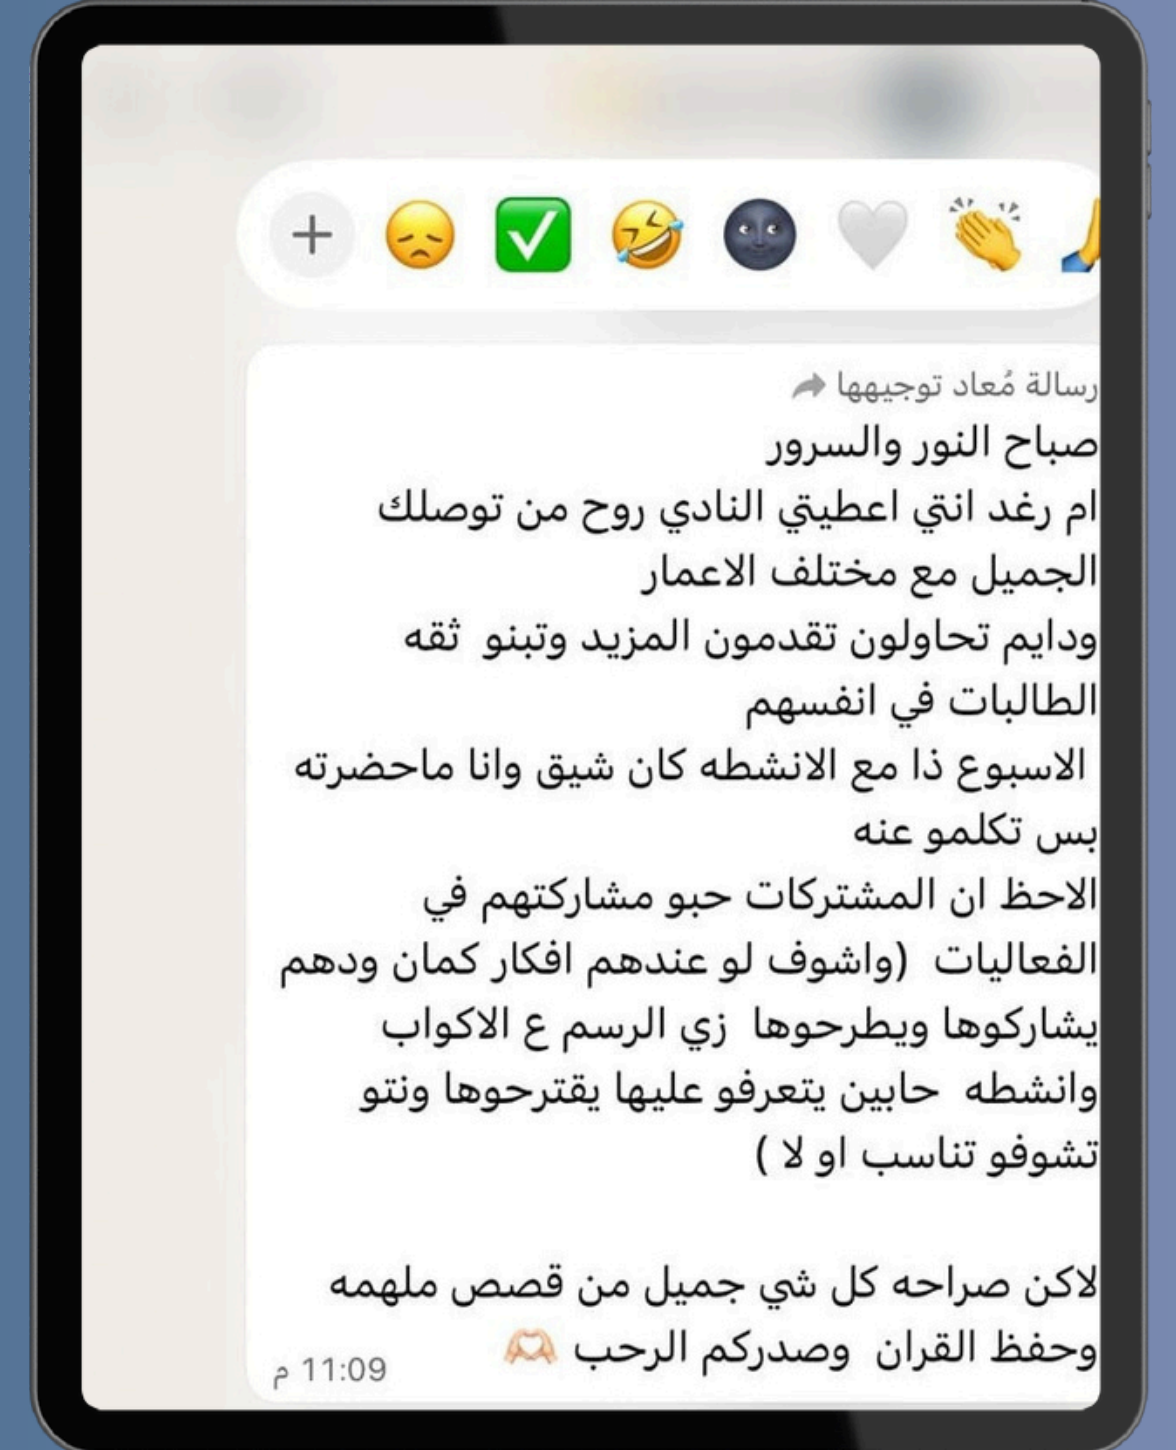 رسالة مُعاد توجيهها
صباح النور والسرور
ام رغد انتي اعطيتي النادي روح من توصلك
الجميل مع مختلف الاعمار
ودايم تحاولون تقدمون المزيد وتبنو ثقه
الطالبات في انفسهم
الاسبوع ذا مع الانشطه كان شيق وانا ماحضرته
بس تكلمو عنه
الاحظ ان المشتركات حبو مشاركتهم في
الفعاليات (واشوف لو عندهم افكار كمان ودهم
يشاركوها ويطرحوها زي الرسم ع الاكواب
وانشطه حابين يتعرفو عليها يقترحوها ونتو
تشوفو تناسب او لا )
لاكن صراحه كل شي جميل من قصص ملهمه
وحفظ القران وصدركم الرحب 🫶🏻
11:09 م